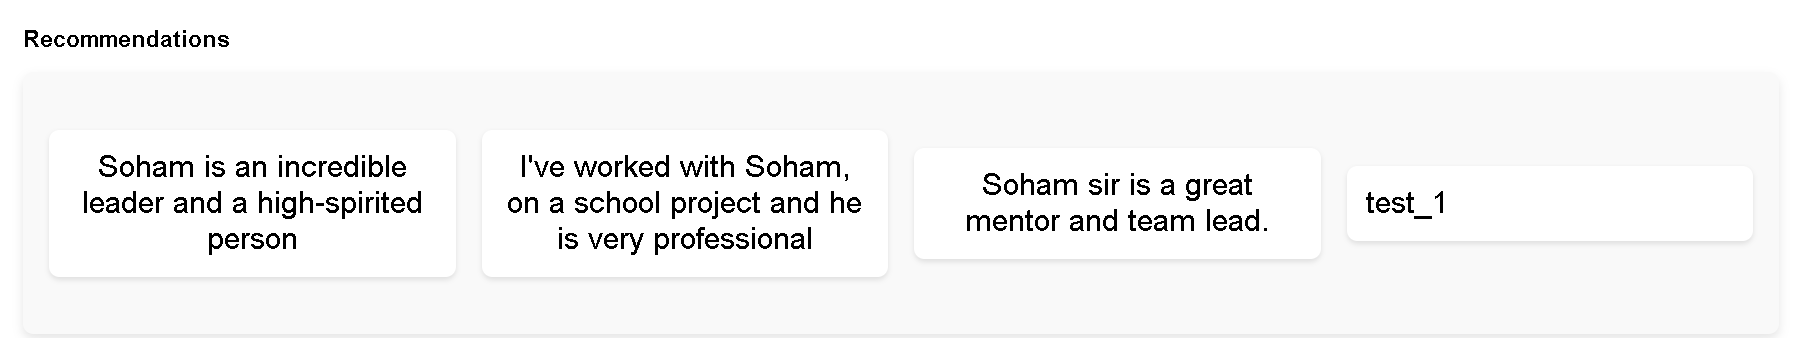 Recommendations
Soham is an incredible
leader and a high-spirited
person
I've worked with Soham,
on a school project and he
is very professional
Soham sir is a great
mentor and team lead.
test_1